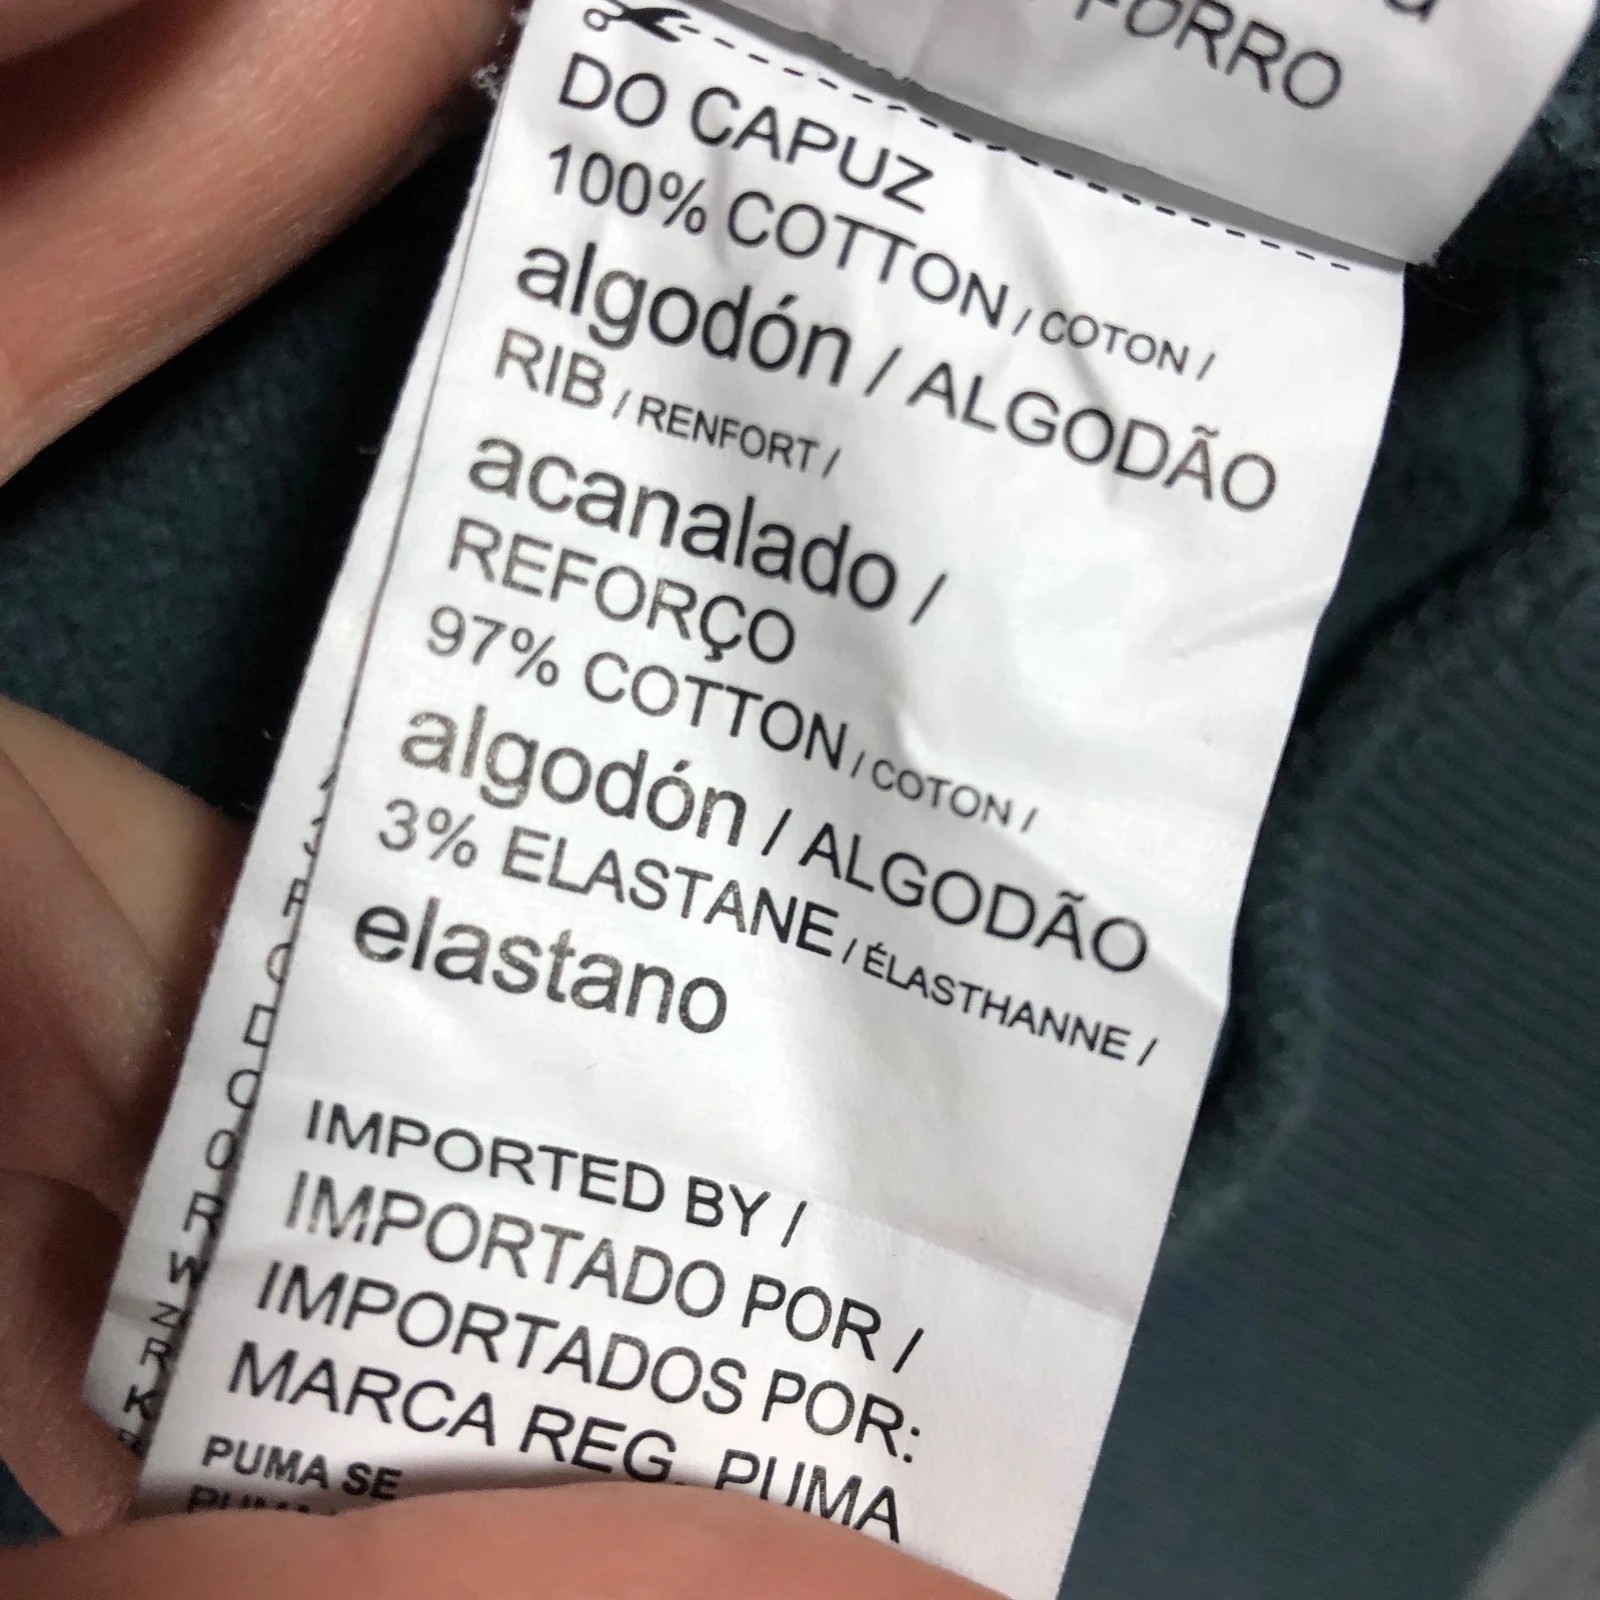 FORRO
DO CAPUZ
100% COTTON / COTON /
algodón / ALGODÃO
RIB / RENFORT /
acanalado /
REFORÇO
97% COTTON / COTON /
algodón / ALGODÃO
3% ELASTANE / ÉLASTHANNE /
elastano
IMPORTED BY /
IMPORTADO POR /
IMPORTADOS POR:
MARCA REG. PUMA
PUMA SE